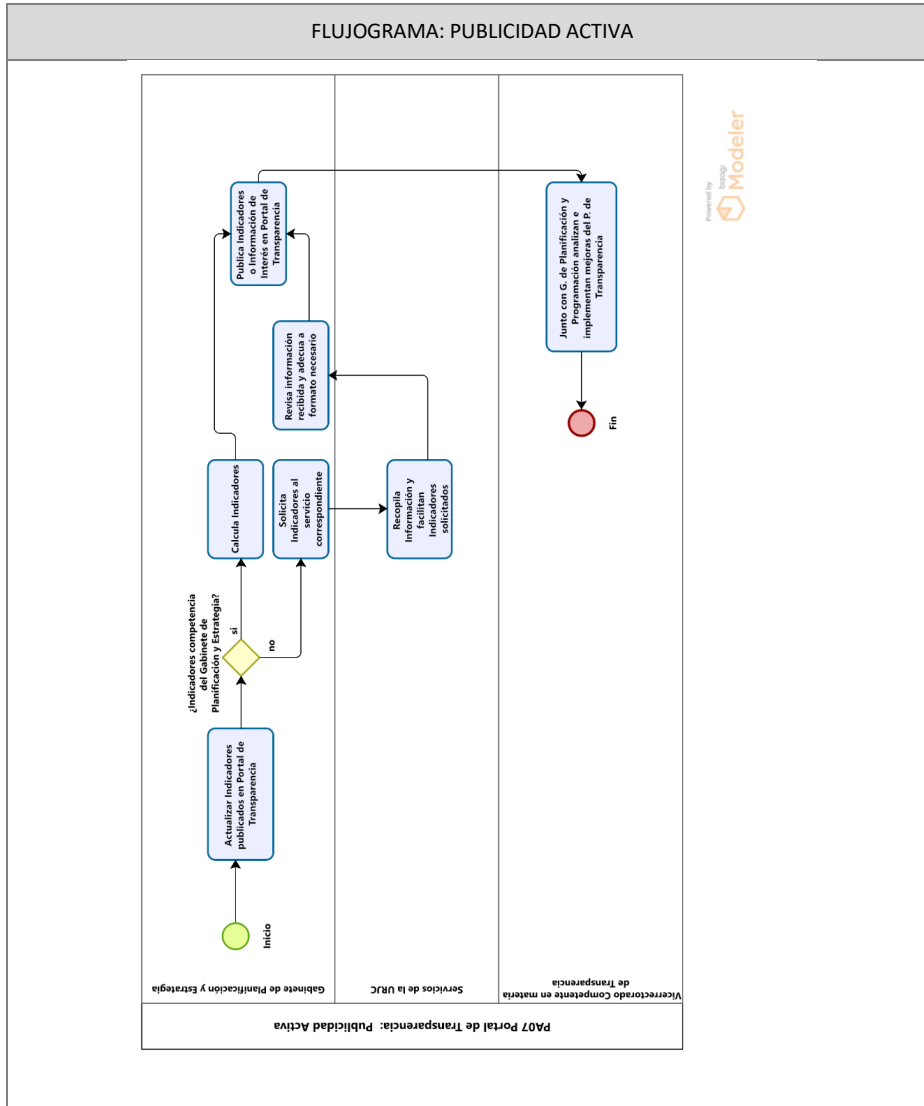 FLUJOGRAMA: PUBLICIDAD ACTIVA
Powered by
bizagi
Modeler
Publica Indicadores
o Información de
Interés en Portal de
Transparencia
Junto con G. de Planificación y
Programación analizan e
implementan mejoras del P. de
Transparencia
Revisa información
recibida y adecua a
formato necesario
Fin
Calcula Indicadores
Solicita
Indicadores al
servicio
correspondiente
Recopila
Información y
facilitan
Indicadores
solicitados
¿Indicadores competencia
del Gabinete de
Planificación y Estrategia?
si
no
Actualizar Indicadores
publicados en Portal de
Transparencia
Inicio
Gabinete de Planificación y Estrategia
Servicios de la URJC
Vicerrectorado Competente en materia
de Transparencia
PA07 Portal de Transparencia: Publicidad Activa